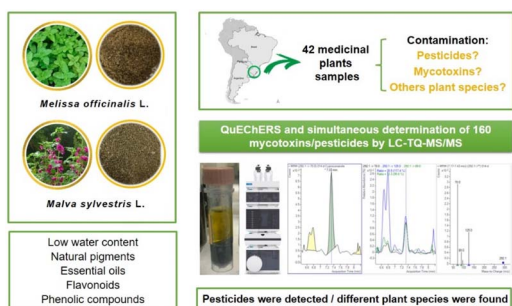 Melissa officinalis L.
Malva sylvestris L.
Low water content
Natural pigments
Essential oils
Flavonoids
Phenolic compounds
42 medicinal
plants
samples
Contamination:
Pesticides?
Mycotoxins?
Others plant species?
QuEChERS and simultaneous determination of 160
mycotoxins/pesticides by LC-TQ-MS/MS
Pesticides were detected / different plant species were found